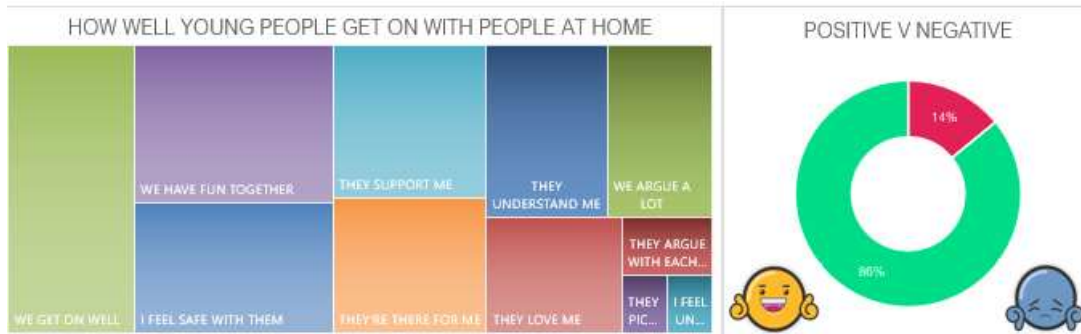 HOW WELL YOUNG PEOPLE GET ON WITH PEOPLE AT HOME
WE GET ON WELL
WE HAVE FUN TOGETHER
I FEEL SAFE WITH THEM
THEY SUPPORT ME
THEY'RE THERE FOR ME
THEY
UNDERSTAND ME
THEY LOVE ME
WE ARGUE A
LOT
THEY ARGUE
WITH EACH...
THEY
PIC...
I FEEL
UN...
POSITIVE V NEGATIVE
14%
86%